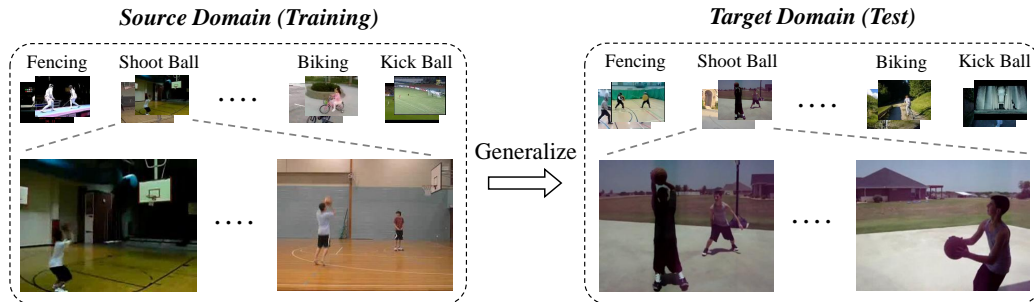 Source Domain (Training)
Fencing Shoot Ball Biking Kick Ball
Generalize
Target Domain (Test)
Fencing Shoot Ball Biking Kick Ball